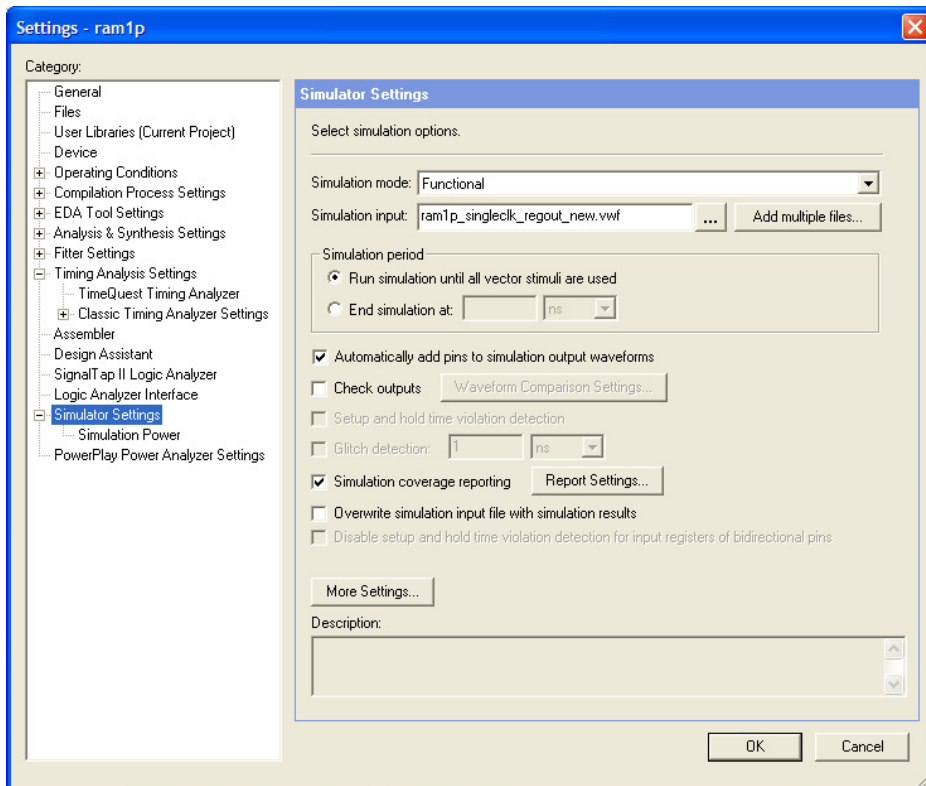 Settings - ram1p
Category:
General
Files
User Libraries (Current Project)
Device
Operating Conditions
Compilation Process Settings
EDA Tool Settings
Analysis & Synthesis Settings
Fitter Settings
Timing Analysis Settings
TimeQuest Timing Analyzer
Classic Timing Analyzer Settings
Assembler
Design Assistant
SignalTap II Logic Analyzer
Logic Analyzer Interface
Simulator Settings
Simulation Power
PowerPlay Power Analyzer Settings
Simulator Settings
Select simulation options.
Simulation mode: Functional
Simulation input: ram1p_singleclk_regout_new.vwf ... Add multiple files...
Simulation period
Run simulation until all vector stimuli are used
End simulation at: ns
Automatically add pins to simulation output waveforms
Check outputs Waveform Comparison Settings...
Setup and hold time violation detection
Glitch detection: 1 ns
Simulation coverage reporting Report Settings...
Overwrite simulation input file with simulation results
Disable setup and hold time violation detection for input registers of bidirectional pins
More Settings...
Description:
OK Cancel